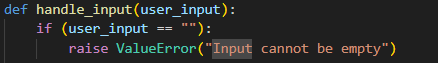 def handle_input(user_input):
    if (user_input == ""):
        raise ValueError("Input cannot be empty")